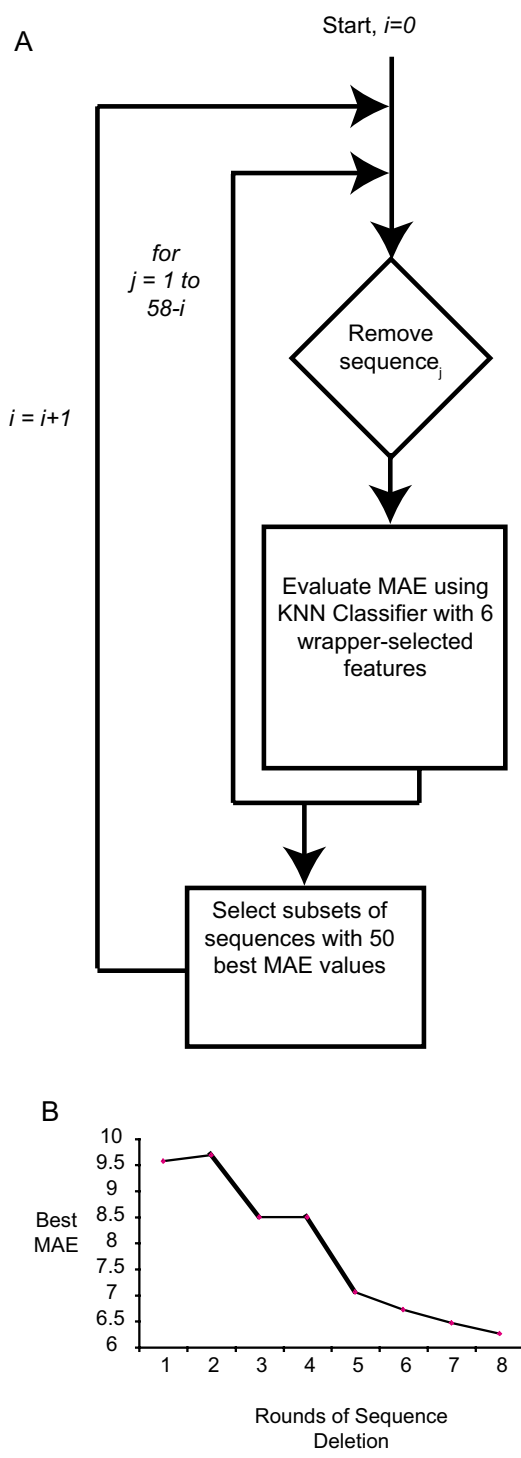 A
Start, i=0
for
j = 1 to
58-i
i = i+1
Remove
sequencej
Evaluate MAE using
KNN Classifier with 6
wrapper-selected
features
Select subsets of
sequences with 50
best MAE values
B
10
9.5
9
8.5
8
7.5
7
6.5
6
Best
MAE
1 2 3 4 5 6 7 8
Rounds of Sequence
Deletion